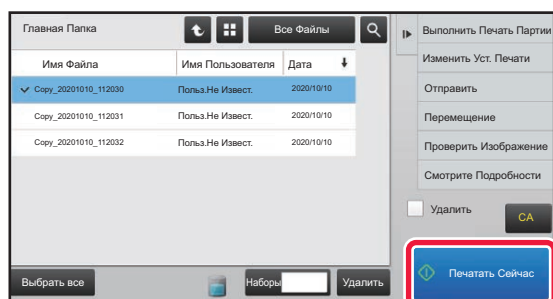 Главная Папка
Все Файлы
Имя Файла Имя Пользователя Дата
Copy_20201010_112030 Польз.Не Извест. 2020/10/10
Copy_20201010_112031 Польз.Не Извест. 2020/10/10
Copy_20201010_112032 Польз.Не Извест. 2020/10/10
Выбрать все
Наборы
Удалить
Выполнить Печать Партии
Изменить Уст. Печати
Отправить
Перемещение
Проверить Изображение
Смотрите Подробности
Удалить
CA
Печатать Сейчас